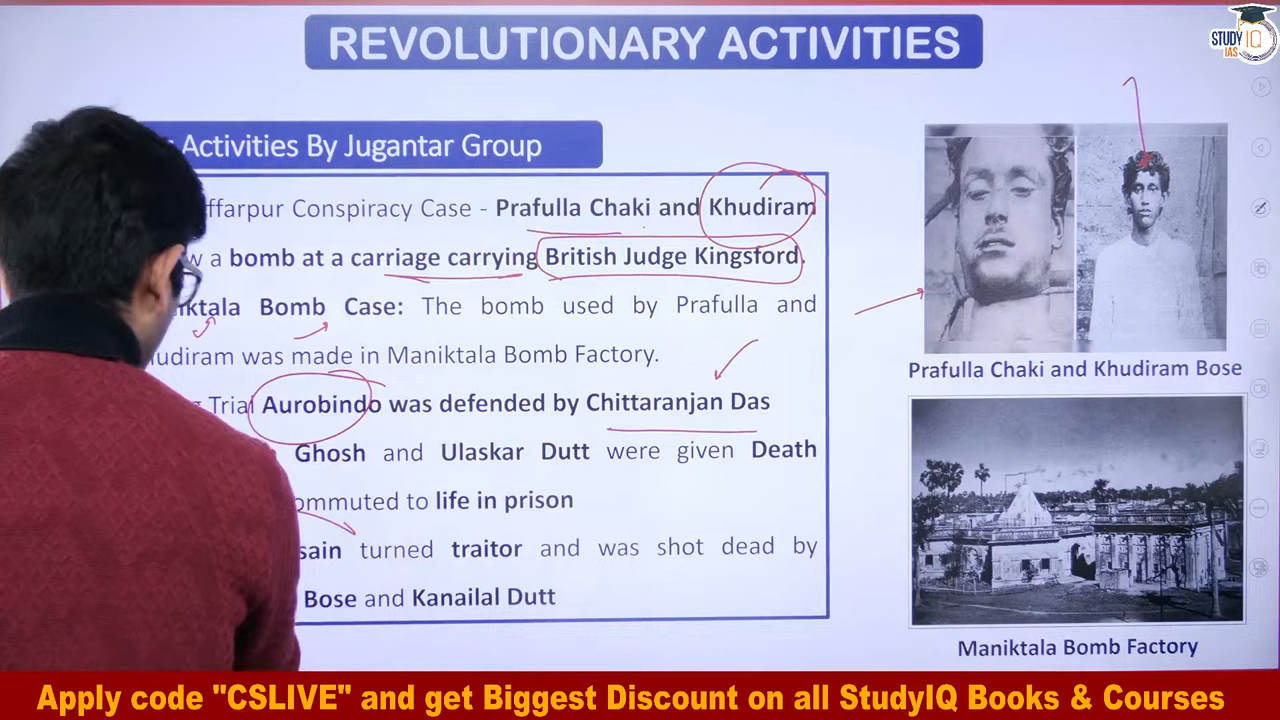 REVOLUTIONARY ACTIVITIES
STUDY IQ
IAS
Activities By Jugantar Group
ffarpur Conspiracy Case - Prafulla Chaki and Khudiram
w a bomb at a carriage carrying British Judge Kingsford.
iktala Bomb Case: The bomb used by Prafulla and
udiram was made in Maniktala Bomb Factory.
Trial Aurobindo was defended by Chittaranjan Das
Ghosh and Ulaskar Dutt were given Death
ommuted to life in prison
sain turned traitor and was shot dead by
Bose and Kanailal Dutt
Prafulla Chaki and Khudiram Bose
Maniktala Bomb Factory
Apply code "CSLIVE" and get Biggest Discount on all StudyIQ Books & Courses